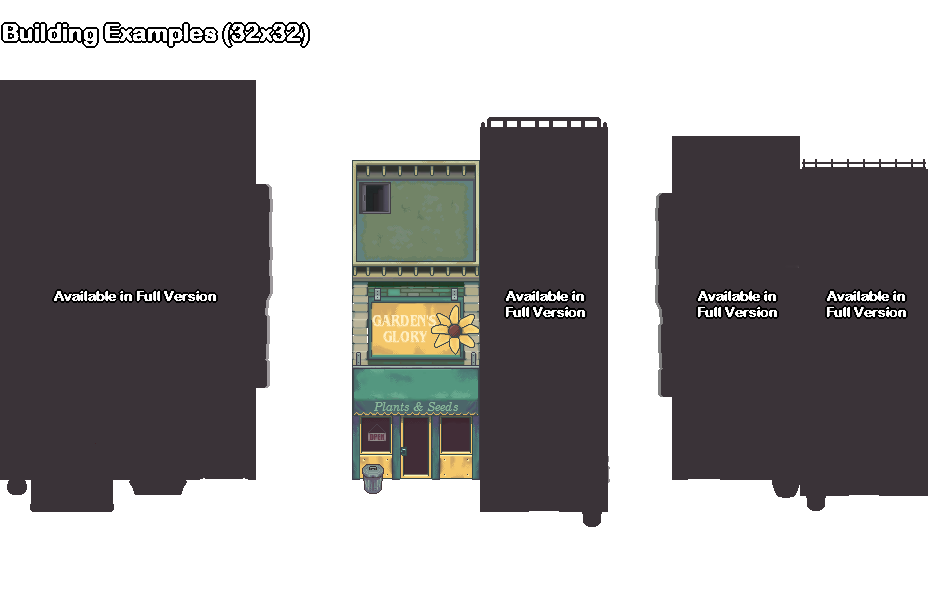 Building Examples (32x32)
Available in Full Version
GARDEN'S
GLORY
Plants & Seeds
OPEN
Available in
Full Version
Available in
Full Version
Available in
Full Version